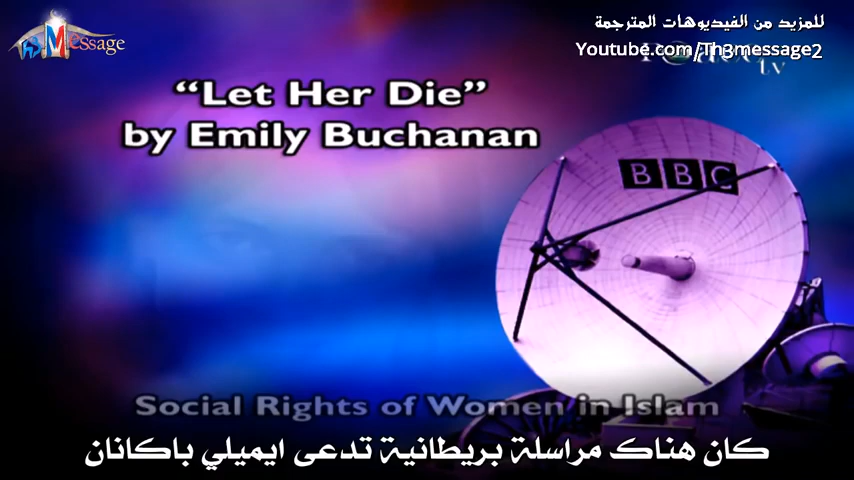 Message
للمزيد من الفيديوهات المترجمة
Youtube.com/Th3message2
tv
“Let Her Die”
by Emily Buchanan
BBC
Social Rights of Women in Islam
كان هناك مراسلة بريطانية تدعى ايميلي باكانان